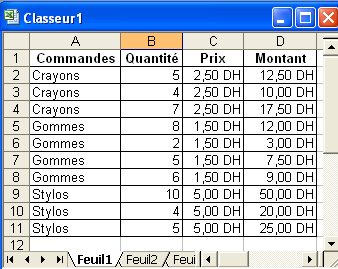 Classeur1
A B C D
1 Commandes Quantité Prix Montant
2 Crayons 5 2,50 DH 12,50 DH
3 Crayons 4 2,50 DH 10,00 DH
4 Crayons 7 2,50 DH 17,50 DH
5 Gommes 8 1,50 DH 12,00 DH
6 Gommes 2 1,50 DH 3,00 DH
7 Gommes 5 1,50 DH 7,50 DH
8 Gommes 6 1,50 DH 9,00 DH
9 Stylos 10 5,00 DH 50,00 DH
10 Stylos 4 5,00 DH 20,00 DH
11 Stylos 5 5,00 DH 25,00 DH
12
Feuil1 Feuil2 Feui